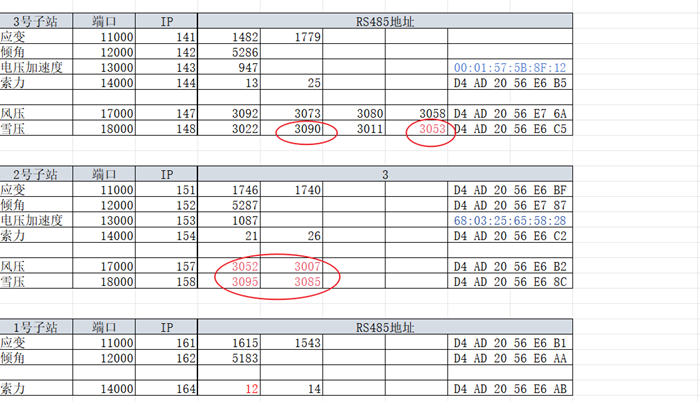 3号子站 端口 IP RS485地址
应变 11000 141 1482 1779
倾角 12000 142 5286
电压加速度 13000 143 947 00:01:57:5B:8F:12
索力 14000 144 13 25 D4 AD 20 56 E6 B5
风压 17000 147 3092 3073 3080 3058 D4 AD 20 56 E7 6A
雪压 18000 148 3022 3090 3011 3053 D4 AD 20 56 E6 C5
2号子站 端口 IP 3
应变 11000 151 1746 1740 D4 AD 20 56 E6 BF
倾角 12000 152 5287 D4 AD 20 56 E7 87
电压加速度 13000 153 1087 68:03:25:65:58:28
索力 14000 154 21 26 D4 AD 20 56 E6 C2
风压 17000 157 3052 3007 D4 AD 20 56 E6 B2
雪压 18000 158 3095 3085 D4 AD 20 56 E6 8C
1号子站 端口 IP RS485地址
应变 11000 161 1615 1543 D4 AD 20 56 E6 B1
倾角 12000 162 5183 D4 AD 20 56 E6 AA
索力 14000 164 12 14 D4 AD 20 56 E6 AB